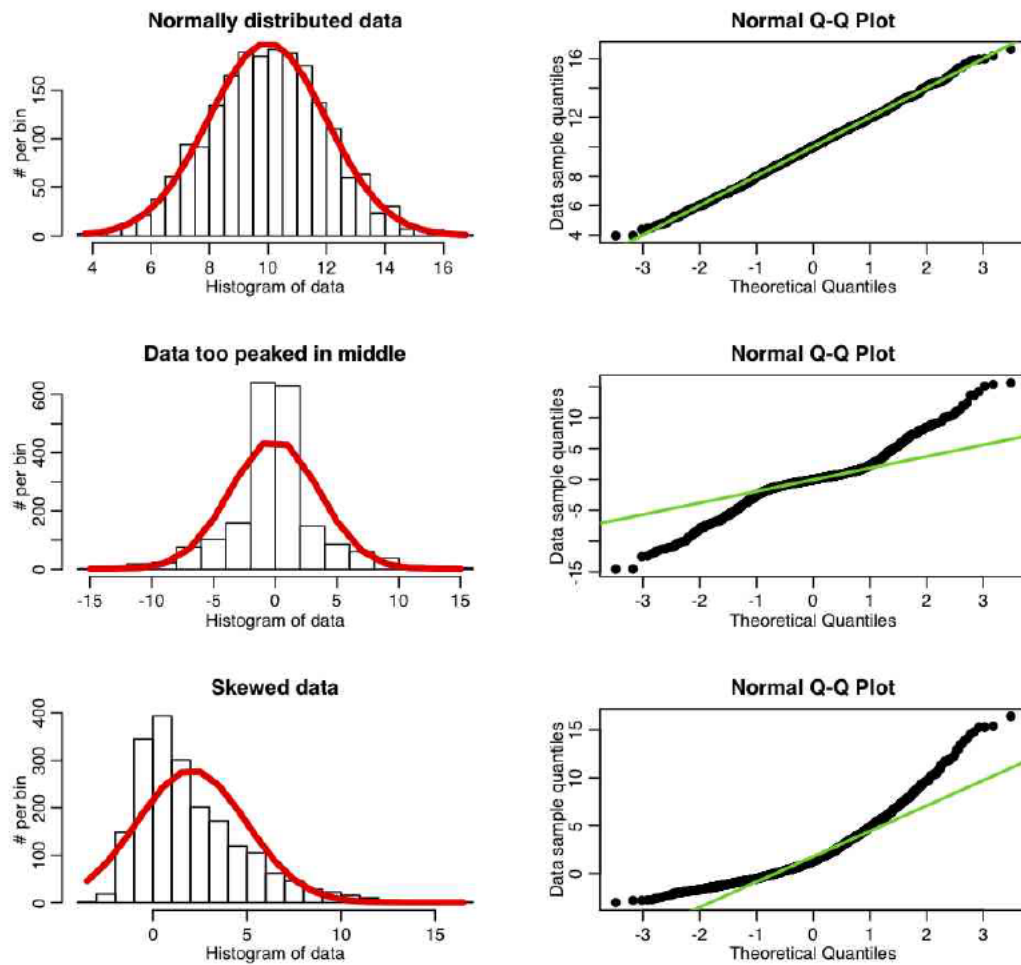 Normally distributed data
# per bin
0 50 100 150
4 6 8 10 12 14 16
Histogram of data
Normal Q-Q Plot
Data sample quantiles
4 8 12 16
-3 -2 -1 0 1 2 3
Theoretical Quantiles
Data too peaked in middle
# per bin
0 200 400 600
-15 -10 -5 0 5 10 15
Histogram of data
Normal Q-Q Plot
Data sample quantiles
-15 -5 0 5 10
-3 -2 -1 0 1 2 3
Theoretical Quantiles
Skewed data
# per bin
0 100 200 300 400
0 5 10 15
Histogram of data
Normal Q-Q Plot
Data sample quantiles
0 5 10 15
-3 -2 -1 0 1 2 3
Theoretical Quantiles